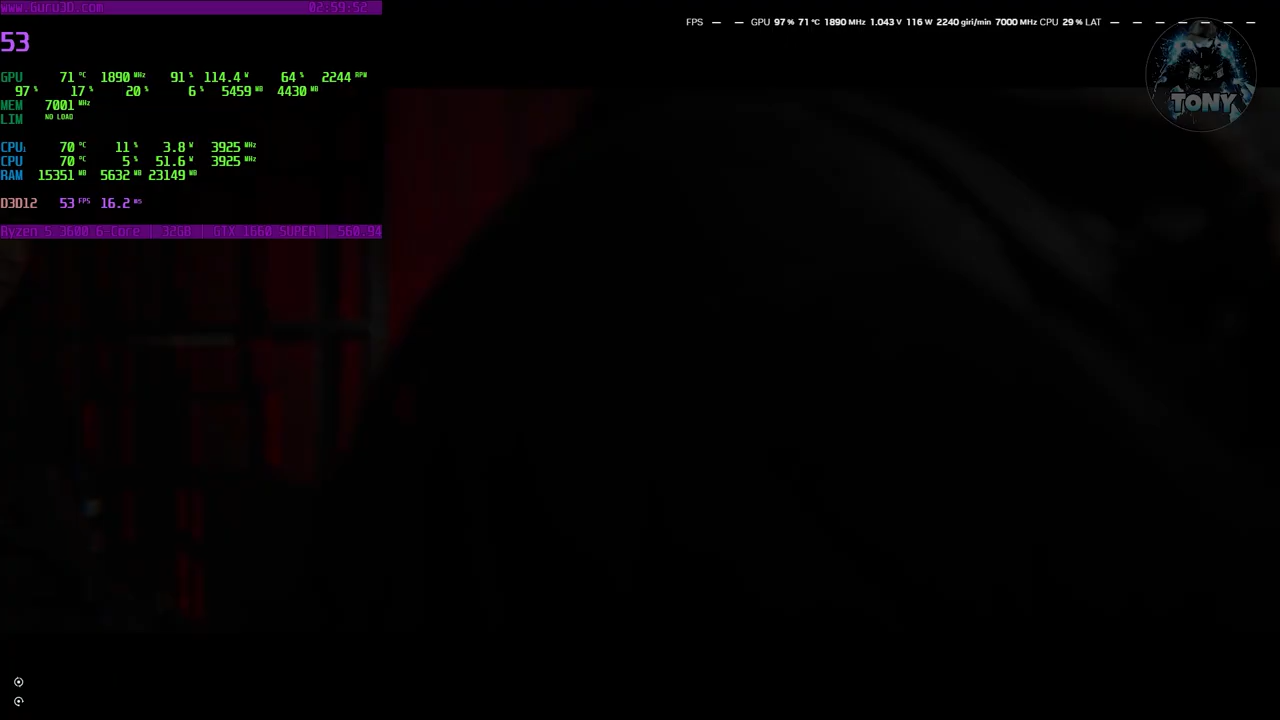 www.Guru3D.com 02:59:52
FPS — — GPU 97 % 71 °C 1890 MHz 1.043 V 116 W 2240 giri/min 7000 MHz CPU 29 % LAT — — — — — — —
53
TONY
GPU 71 °C 1890 MHz 91 % 114.4 W 64 % 2244 RPM
97 % 17 % 20 % 6 % 5459 MB 4430 MB
MEM 7001 MHz
LIM NO LOAD
CPU1 70 °C 11 % 3.8 W 3925 MHz
CPU 70 °C 5 % 51.6 W 3925 MHz
RAM 15351 MB 5632 MB 23149 MB
D3D12 53 FPS 16.2 ms
Ryzen 5 3600 6-Core | 32GB | GTX 1660 SUPER | 560.94